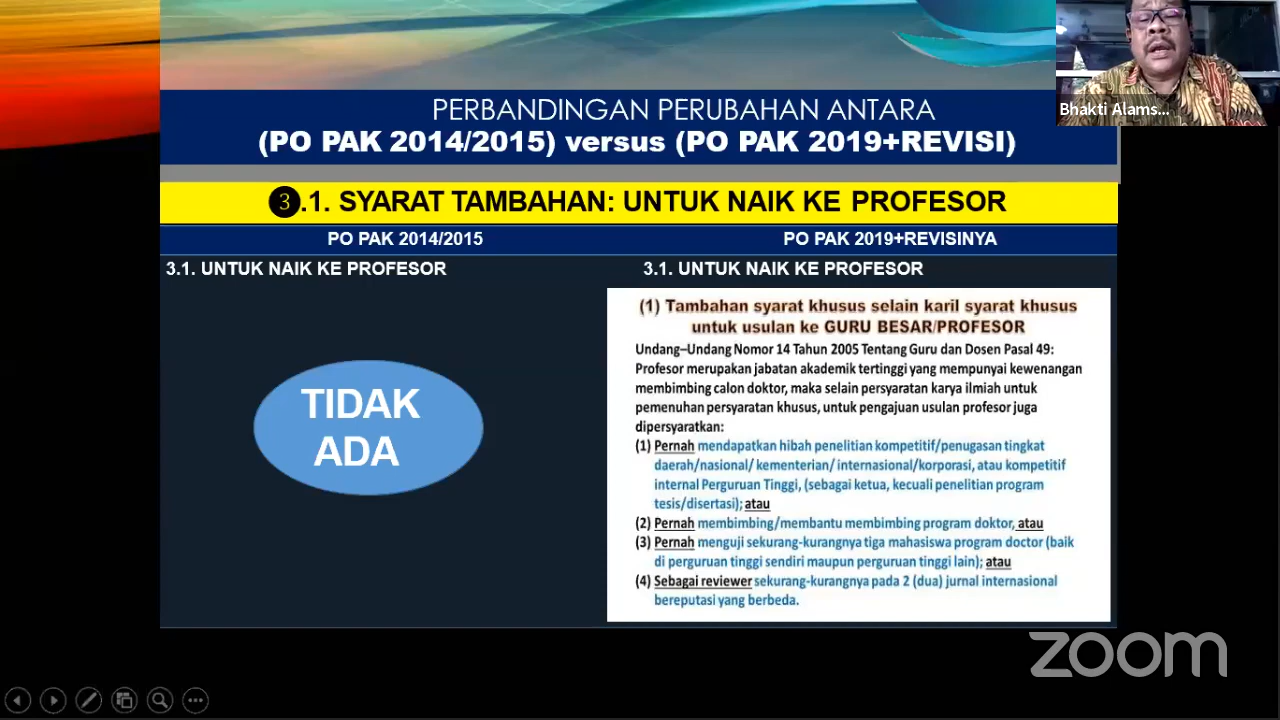 PERBANDINGAN PERUBAHAN ANTARA
(PO PAK 2014/2015) versus (PO PAK 2019+REVISI)
Bhakti Alams...
❸.1. SYARAT TAMBAHAN: UNTUK NAIK KE PROFESOR
PO PAK 2014/2015
PO PAK 2019+REVISINYA
3.1. UNTUK NAIK KE PROFESOR
3.1. UNTUK NAIK KE PROFESOR
TIDAK
ADA
(1) Tambahan syarat khusus selain karil syarat khusus
untuk usulan ke GURU BESAR/PROFESOR
Undang–Undang Nomor 14 Tahun 2005 Tentang Guru dan Dosen Pasal 49:
Profesor merupakan jabatan akademik tertinggi yang mempunyai kewenangan
membimbing calon doktor, maka selain persyaratan karya ilmiah untuk
pemenuhan persyaratan khusus, untuk pengajuan usulan profesor juga
dipersyaratkan:
(1) Pernah mendapatkan hibah penelitian kompetitif/penugasan tingkat
daerah/nasional/ kementerian/ internasional/korporasi, atau kompetitif
internal Perguruan Tinggi, (sebagai ketua, kecuali penelitian program
tesis/disertasi); atau
(2) Pernah membimbing/membantu membimbing program doktor, atau
(3) Pernah menguji sekurang-kurangnya tiga mahasiswa program doctor (baik
di perguruan tinggi sendiri maupun perguruan tinggi lain); atau
(4) Sebagai reviewer sekurang-kurangnya pada 2 (dua) jurnal internasional
bereputasi yang berbeda.
zoom